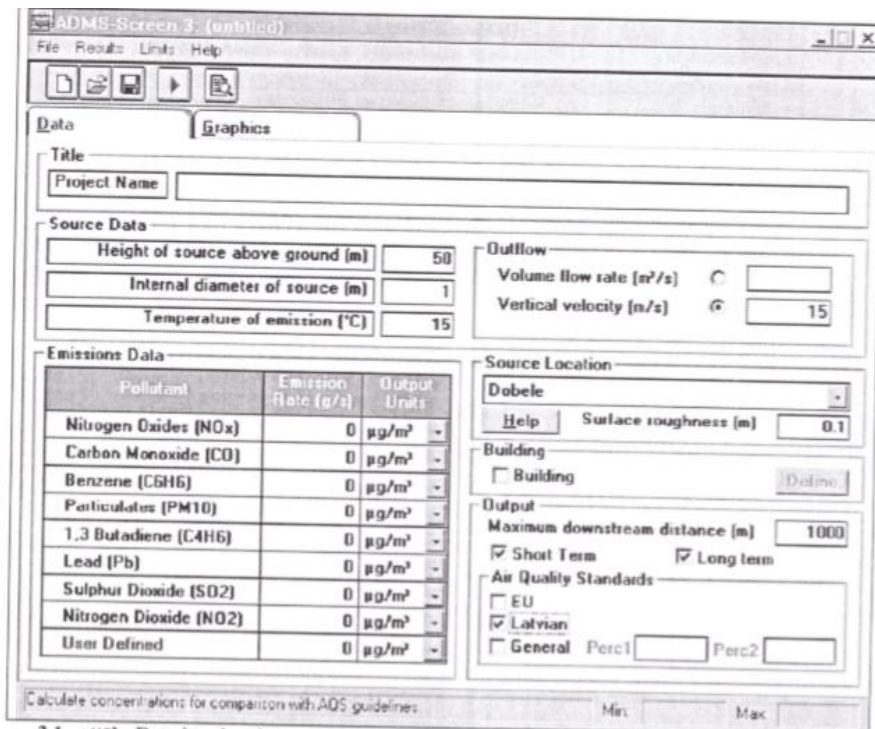 ADMS-Screen 3 (untitled)
File Results Limits Help
Data Graphics
Title
Project Name
Source Data
Height of source above ground (m) 50
Internal diameter of source (m) 1
Temperature of emission (°C) 15
Outflow
Volume flow rate (m³/s)
Vertical velocity (m/s) 15
Emissions Data
Pollutant Emission Rate (g/s) Output Units
Nitrogen Oxides (NOx) 0 µg/m³
Carbon Monoxide (CO) 0 µg/m³
Benzene (C6H6) 0 µg/m³
Particulates (PM10) 0 µg/m³
1,3 Butadiene (C4H6) 0 µg/m³
Lead (Pb) 0 µg/m³
Sulphur Dioxide (SO2) 0 µg/m³
Nitrogen Dioxide (NO2) 0 µg/m³
User Defined 0 µg/m³
Source Location
Dobele
Help Surface roughness (m) 0.1
Building
Building Define
Output
Maximum downstream distance (m) 1000
Short Term Long term
Air Quality Standards
EU
Latvian
General Perc1 Perc2
Calculate concentrations for comparison with AQS guidelines Min: Max